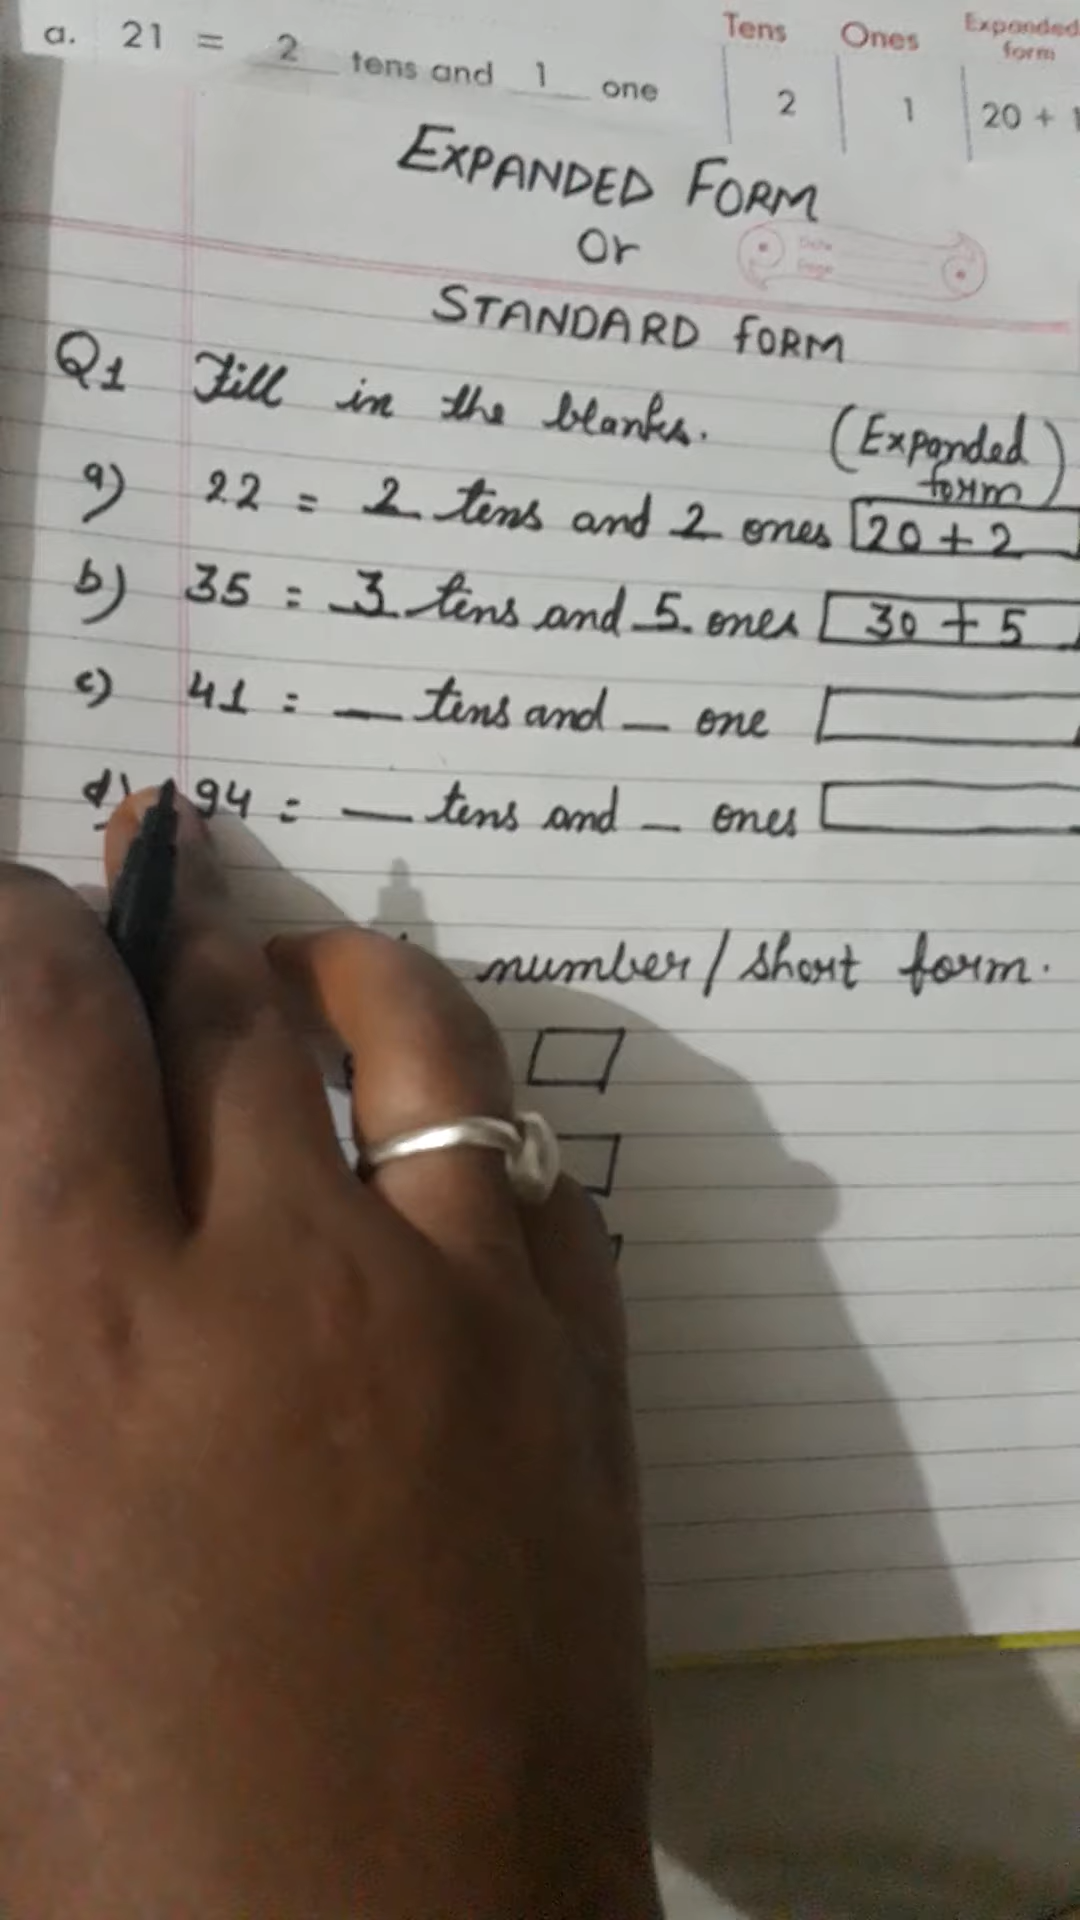 a. 21 = 2 tens and 1 one
Tens Ones Expanded form
2 1 20 + 1
EXPANDED FORM
Or
STANDARD FORM
Q1 Fill in the blanks. (Expanded form)
a) 22 = 2 tens and 2 ones 20 + 2
b) 35 = 3 tens and 5 ones 30 + 5
c) 41 = __ tens and _ one
d) 94 = __ tens and _ ones
number / short form.